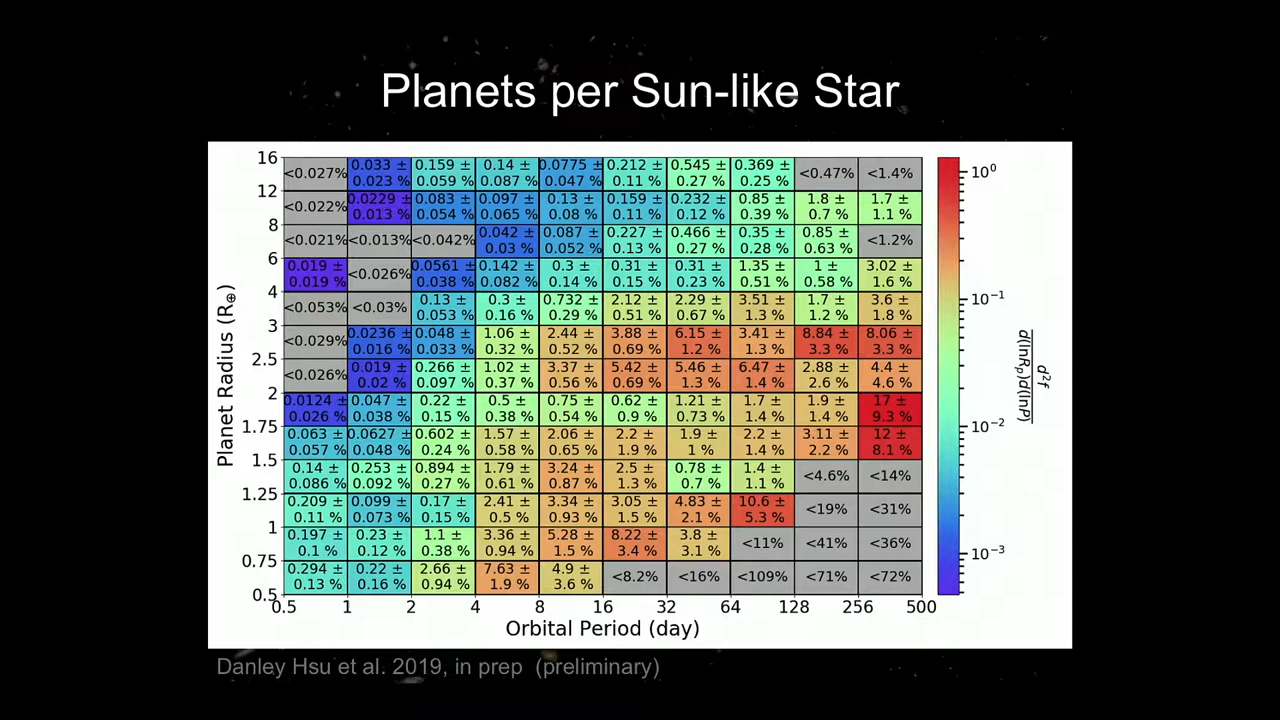 Planets per Sun-like Star
16
<0.027% 0.033 ± 0.159 ± 0.14 ± 0.0775 ± 0.212 ± 0.545 ± 0.369 ± <0.47% <1.4%
0.023 % 0.059 % 0.087 % 0.047 % 0.11 % 0.27 % 0.25 %
12
<0.022% 0.0229 ± 0.083 ± 0.097 ± 0.13 ± 0.159 ± 0.232 ± 0.85 ± 1.8 ± 1.7 ±
0.013 % 0.054 % 0.065 % 0.08 % 0.11 % 0.12 % 0.39 % 0.7 % 1.1 %
8
<0.021% <0.013% <0.042% 0.042 ± 0.087 ± 0.227 ± 0.466 ± 0.35 ± 0.85 ± <1.2%
0.03 % 0.052 % 0.13 % 0.27 % 0.28 % 0.63 %
6
0.019 ± <0.026% 0.0561 ± 0.142 ± 0.3 ± 0.31 ± 0.31 ± 1.35 ± 1 ± 3.02 ±
0.019 % 0.038 % 0.082 % 0.14 % 0.15 % 0.23 % 0.51 % 0.58 % 1.6 %
4
<0.053% <0.03% 0.13 ± 0.3 ± 0.732 ± 2.12 ± 2.29 ± 3.51 ± 1.7 ± 3.6 ±
0.053 % 0.16 % 0.29 % 0.51 % 0.67 % 1.3 % 1.2 % 1.8 %
3
<0.029% 0.0236 ± 0.048 ± 1.06 ± 2.44 ± 3.88 ± 6.15 ± 3.41 ± 8.84 ± 8.06 ±
0.016 % 0.033 % 0.32 % 0.52 % 0.69 % 1.2 % 1.3 % 3.3 % 3.3 %
2.5
<0.026% 0.019 ± 0.266 ± 1.02 ± 3.37 ± 5.42 ± 5.46 ± 6.47 ± 2.88 ± 4.4 ±
0.02 % 0.097 % 0.37 % 0.56 % 0.69 % 1.3 % 1.4 % 2.6 % 4.6 %
2
0.0124 ± 0.047 ± 0.22 ± 0.5 ± 0.75 ± 0.62 ± 1.21 ± 1.7 ± 1.9 ± 17 ±
0.026 % 0.038 % 0.15 % 0.38 % 0.54 % 0.9 % 0.73 % 1.4 % 1.4 % 9.3 %
1.75
0.063 ± 0.0627 ± 0.602 ± 1.57 ± 2.06 ± 2.2 ± 1.9 ± 2.2 ± 3.11 ± 12 ±
0.057 % 0.048 % 0.24 % 0.58 % 0.65 % 1.9 % 1 % 1.4 % 2.2 % 8.1 %
1.5
0.14 ± 0.253 ± 0.894 ± 1.79 ± 3.24 ± 2.5 ± 0.78 ± 1.4 ± <4.6% <14%
0.086 % 0.092 % 0.27 % 0.61 % 0.87 % 1.3 % 0.7 % 1.1 %
1.25
0.209 ± 0.099 ± 0.17 ± 2.41 ± 3.34 ± 3.05 ± 4.83 ± 10.6 ± <19% <31%
0.11 % 0.073 % 0.15 % 0.5 % 0.93 % 1.5 % 2.1 % 5.3 %
1
0.197 ± 0.23 ± 1.1 ± 3.36 ± 5.28 ± 8.22 ± 3.8 ± <11% <41% <36%
0.1 % 0.12 % 0.38 % 0.94 % 1.5 % 3.4 % 3.1 %
0.75
0.294 ± 0.22 ± 2.66 ± 7.63 ± 4.9 ± <8.2% <16% <109% <71% <72%
0.13 % 0.16 % 0.94 % 1.9 % 3.6 %
0.5
0.5 1 2 4 8 16 32 64 128 256 500
Orbital Period (day)
Planet Radius (R⊕)
10⁰
10⁻¹
10⁻²
10⁻³
d²f
d(lnRₚ)d(lnP)
Danley Hsu et al. 2019, in prep (preliminary)